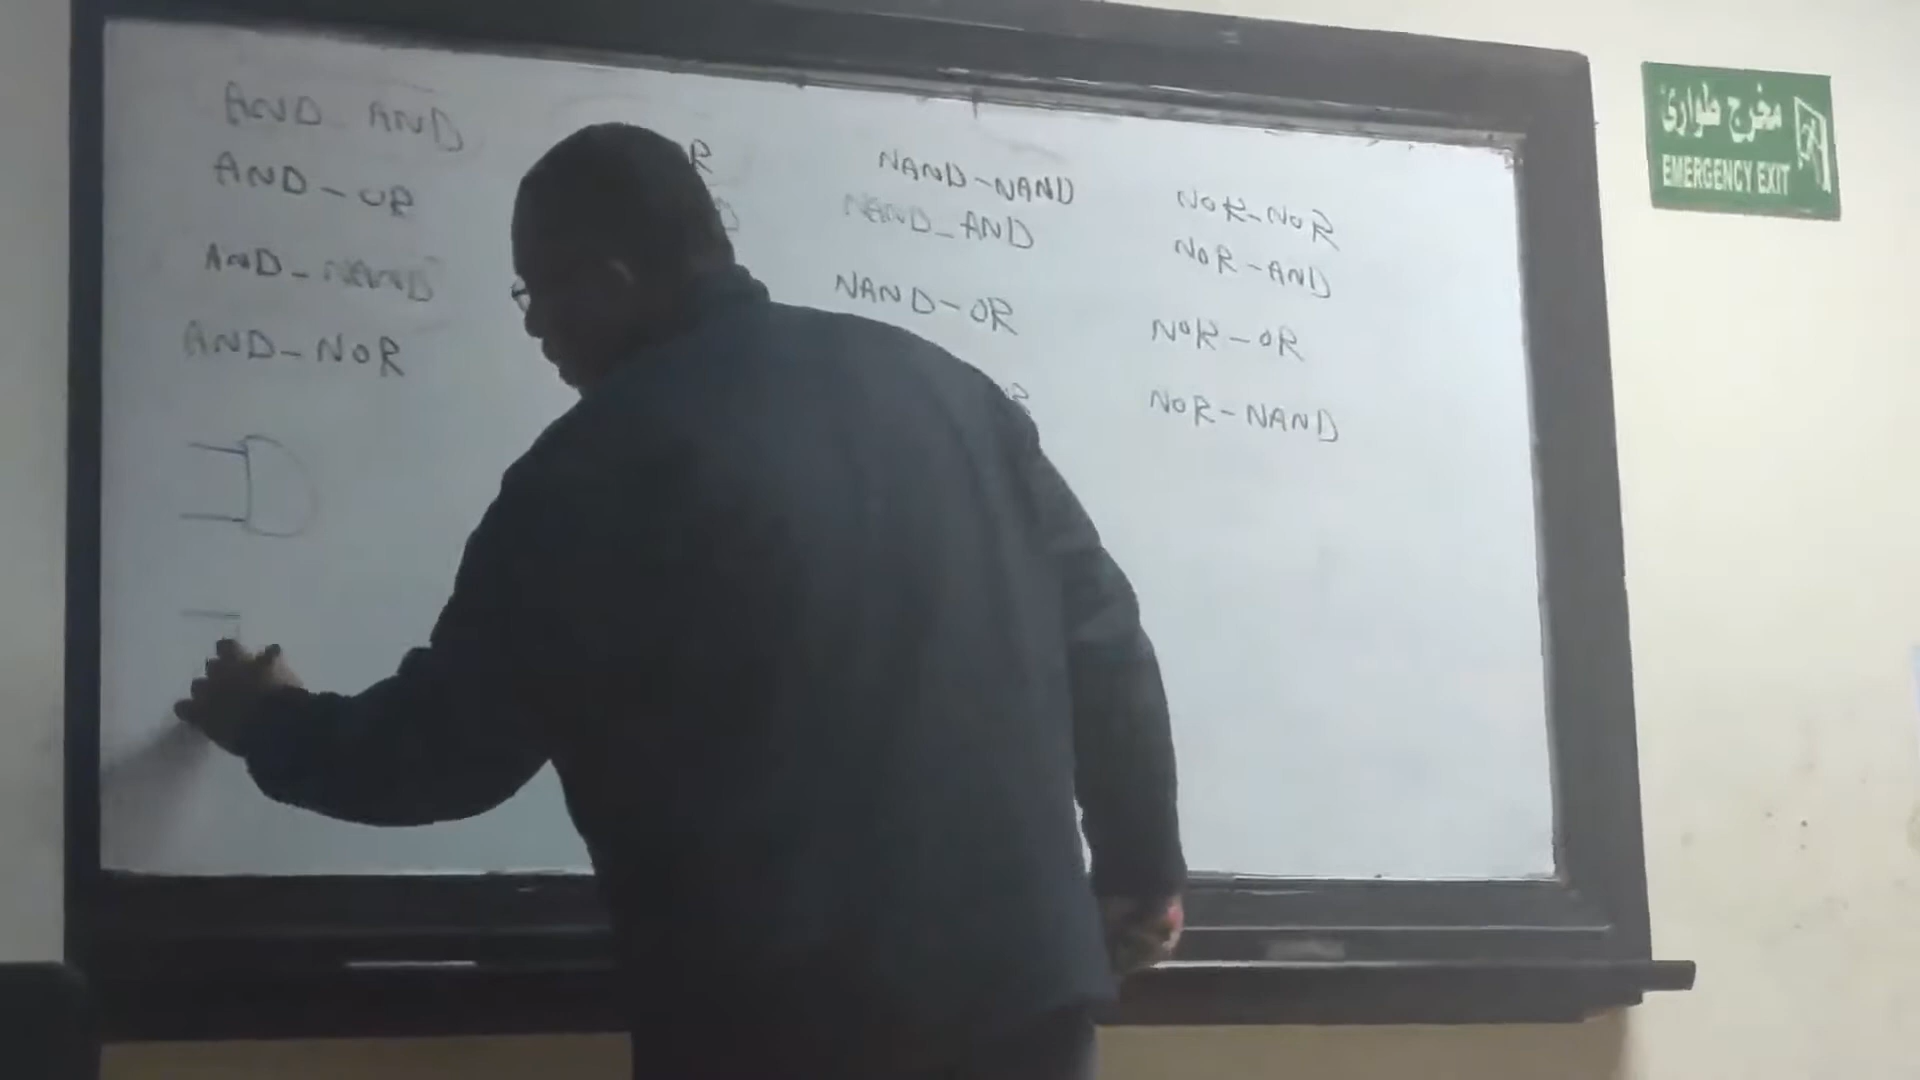 AND-AND
AND-OR
AND-NAND
AND-NOR
NAND-NAND
NAND-AND
NAND-OR
NOR-NOR
NOR-AND
NOR-OR
NOR-NAND
مخرج طوارئ
EMERGENCY EXIT